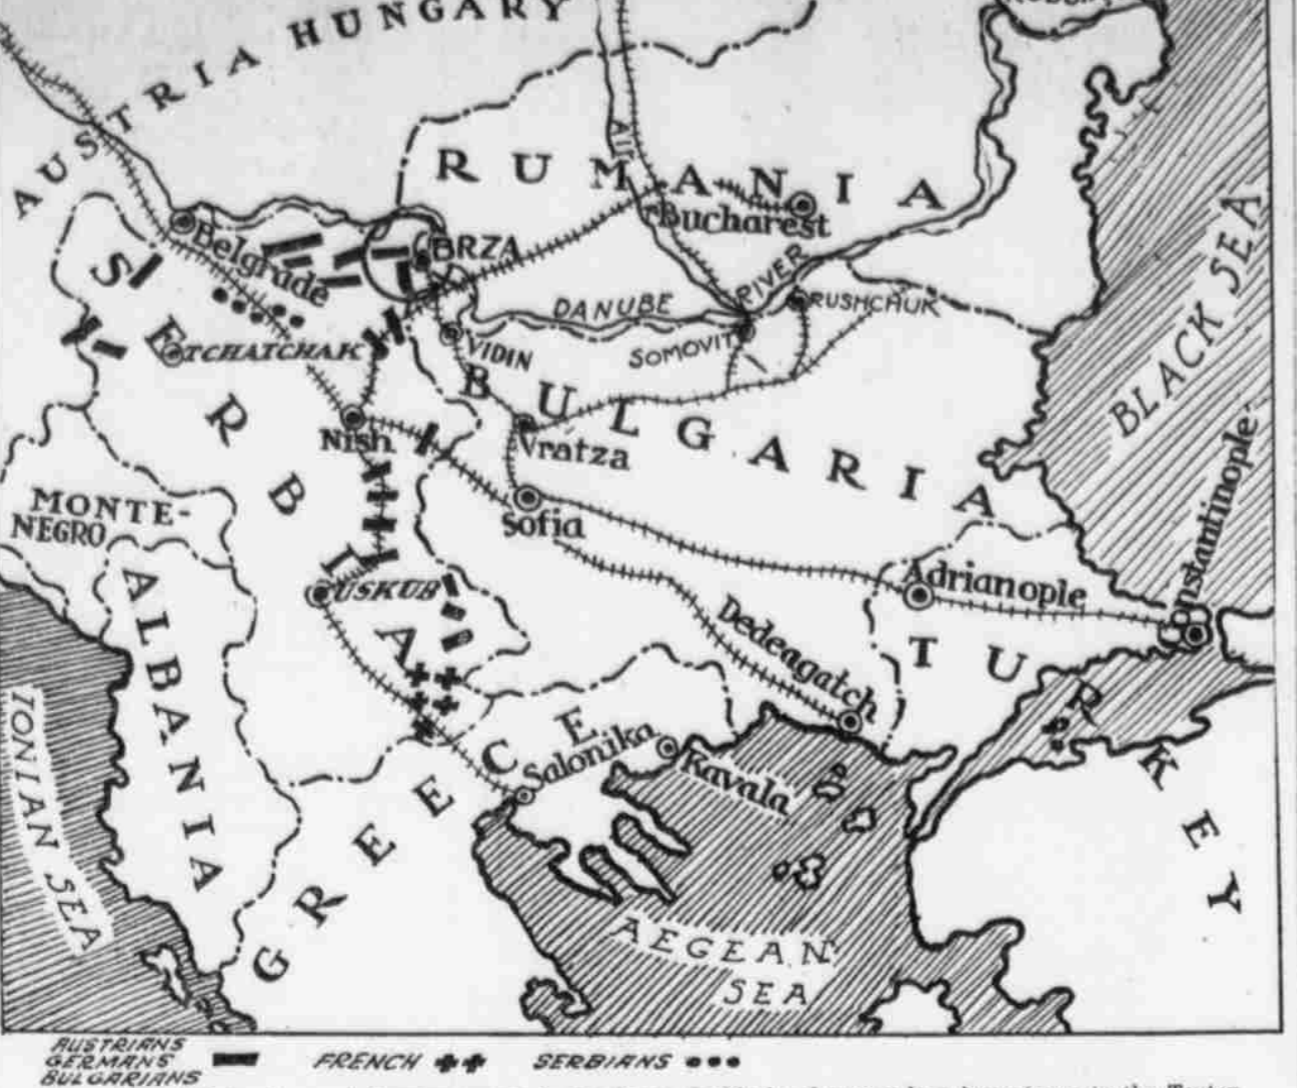 AUSTRIA HUNGARY
RUMANIA
Bucharest
Belgrade
BRZA
RIVER
DANUBE
RUSHCHUK
SOMOVIT
VIDIN
TCHATCHAK
SERBIA
BULGARIA
BLACK SEA
Nish
Vratza
MONTE-
NEGRO
Sofia
USKUB
ALBANIA
Adrianople
Dedeagatch
TURKEY
IONIAN SEA
GREECE
Salonika
Kavala
AEGEAN
SEA
AUSTRIANS
GERMANS
BULGARIANS
FRENCH
SERBIANS